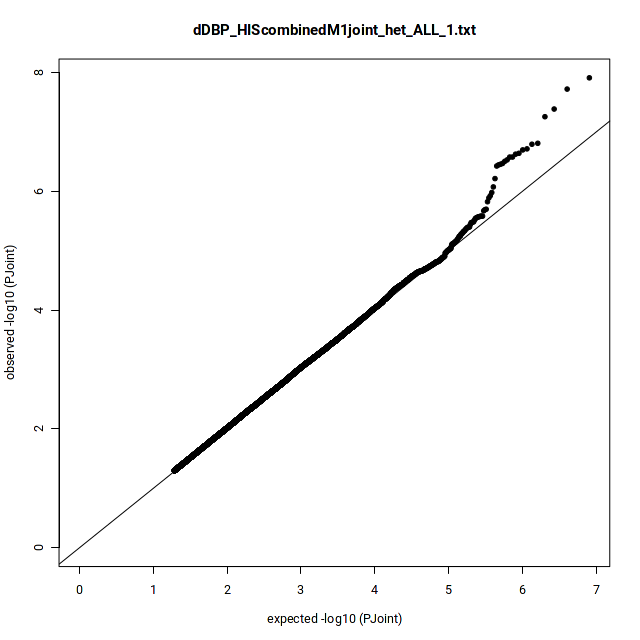 dDBP_HIScombinedM1joint_het_ALL_1.txt
observed -log10 (PJoint)
8
6
4
2
0
0 1 2 3 4 5 6 7
expected -log10 (PJoint)